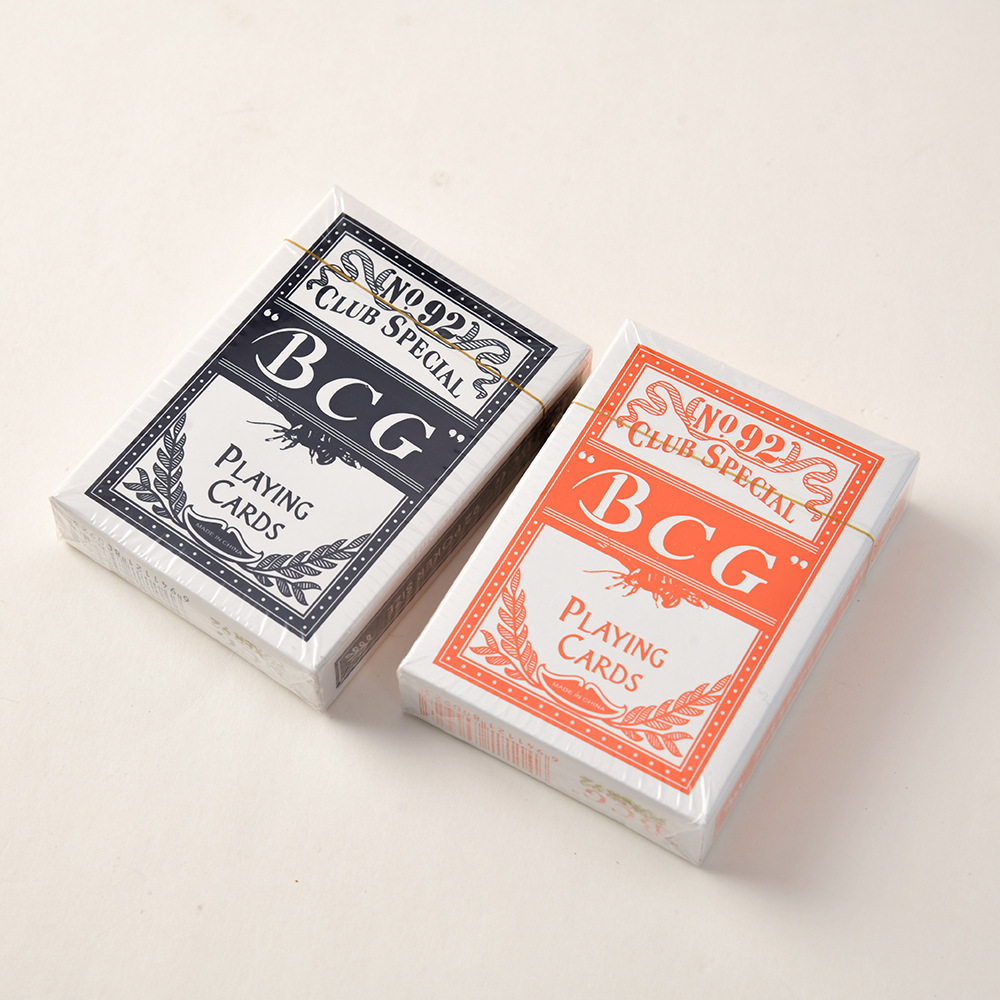 No 92
CLUB SPECIAL
“BCG”
PLAYING
CARDS
MADE IN CHINA
No 92
CLUB SPECIAL
“BCG”
PLAYING
CARDS
MADE IN CHINA